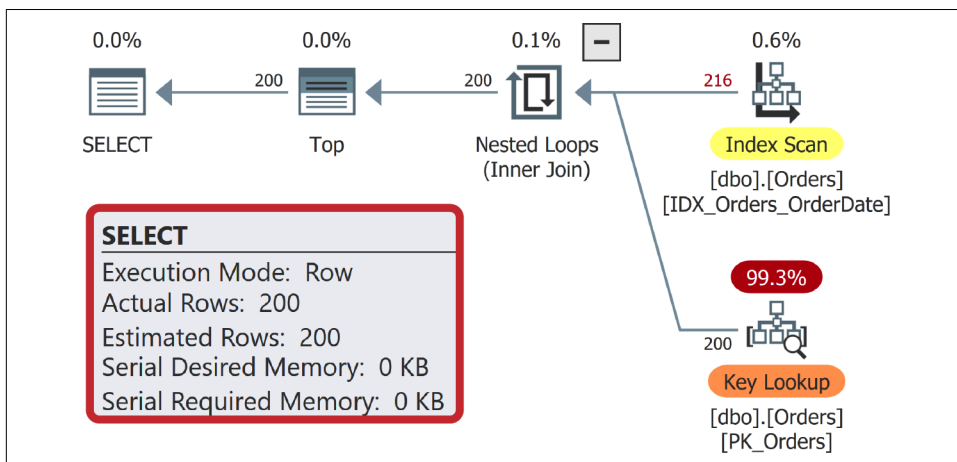 0.0%
0.0%
0.1%
−
0.6%
200
200
216
SELECT
Top
Nested Loops
(Inner Join)
Index Scan
[dbo].[Orders]
[IDX_Orders_OrderDate]
SELECT
Execution Mode: Row
Actual Rows: 200
Estimated Rows: 200
Serial Desired Memory: 0 KB
Serial Required Memory: 0 KB
99.3%
200
Key Lookup
[dbo].[Orders]
[PK_Orders]